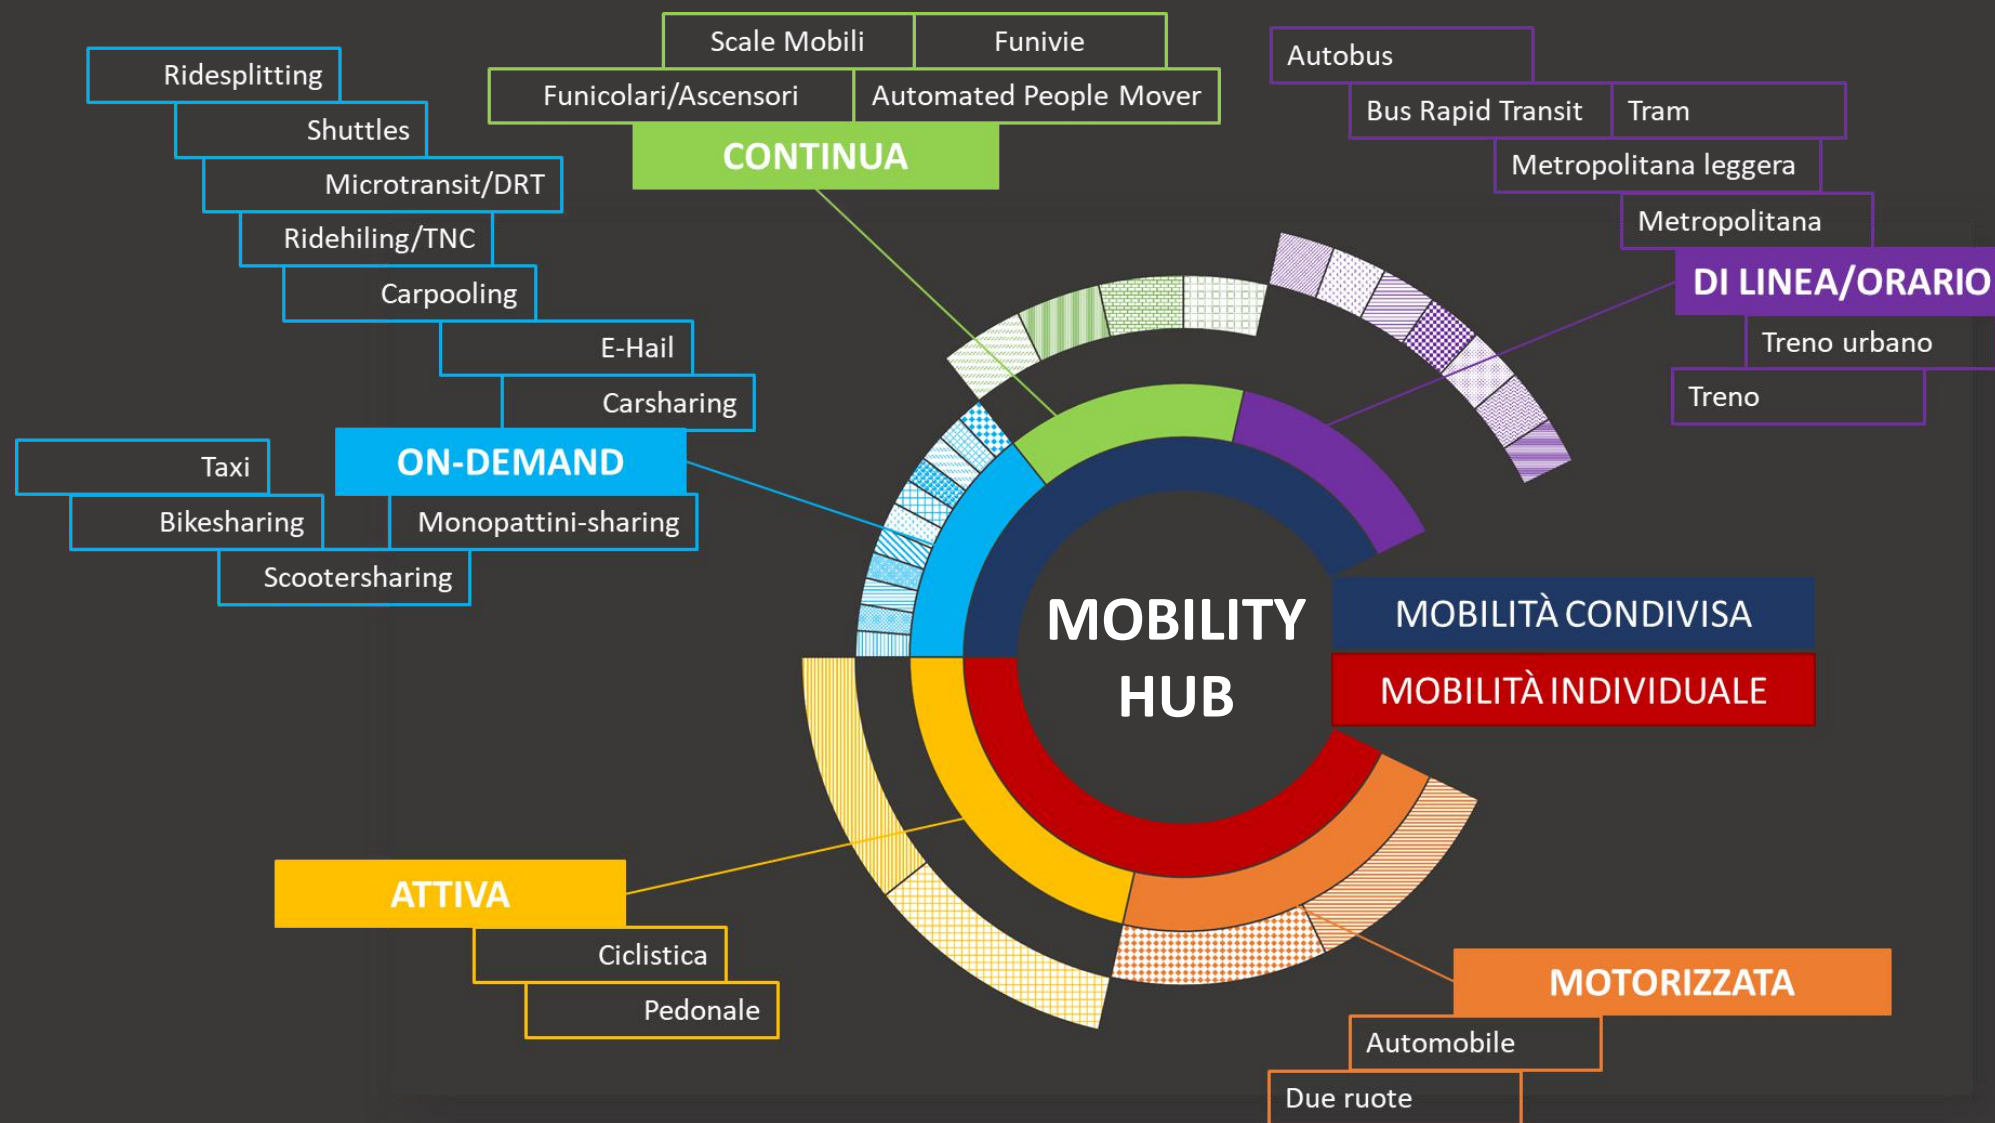 Scale Mobili
Funivie
Funicolari/Ascensori
Automated People Mover
CONTINUA
Autobus
Bus Rapid Transit
Tram
Metropolitana leggera
Metropolitana
DI LINEA/ORARIO
Treno urbano
Treno
Ridesplitting
Shuttles
Microtransit/DRT
Ridehiling/TNC
Carpooling
E-Hail
Carsharing
ON-DEMAND
Taxi
Bikesharing
Monopattini-sharing
Scootersharing
MOBILITY
HUB
MOBILITÀ CONDIVISA
MOBILITÀ INDIVIDUALE
ATTIVA
Ciclistica
Pedonale
MOTORIZZATA
Automobile
Due ruote